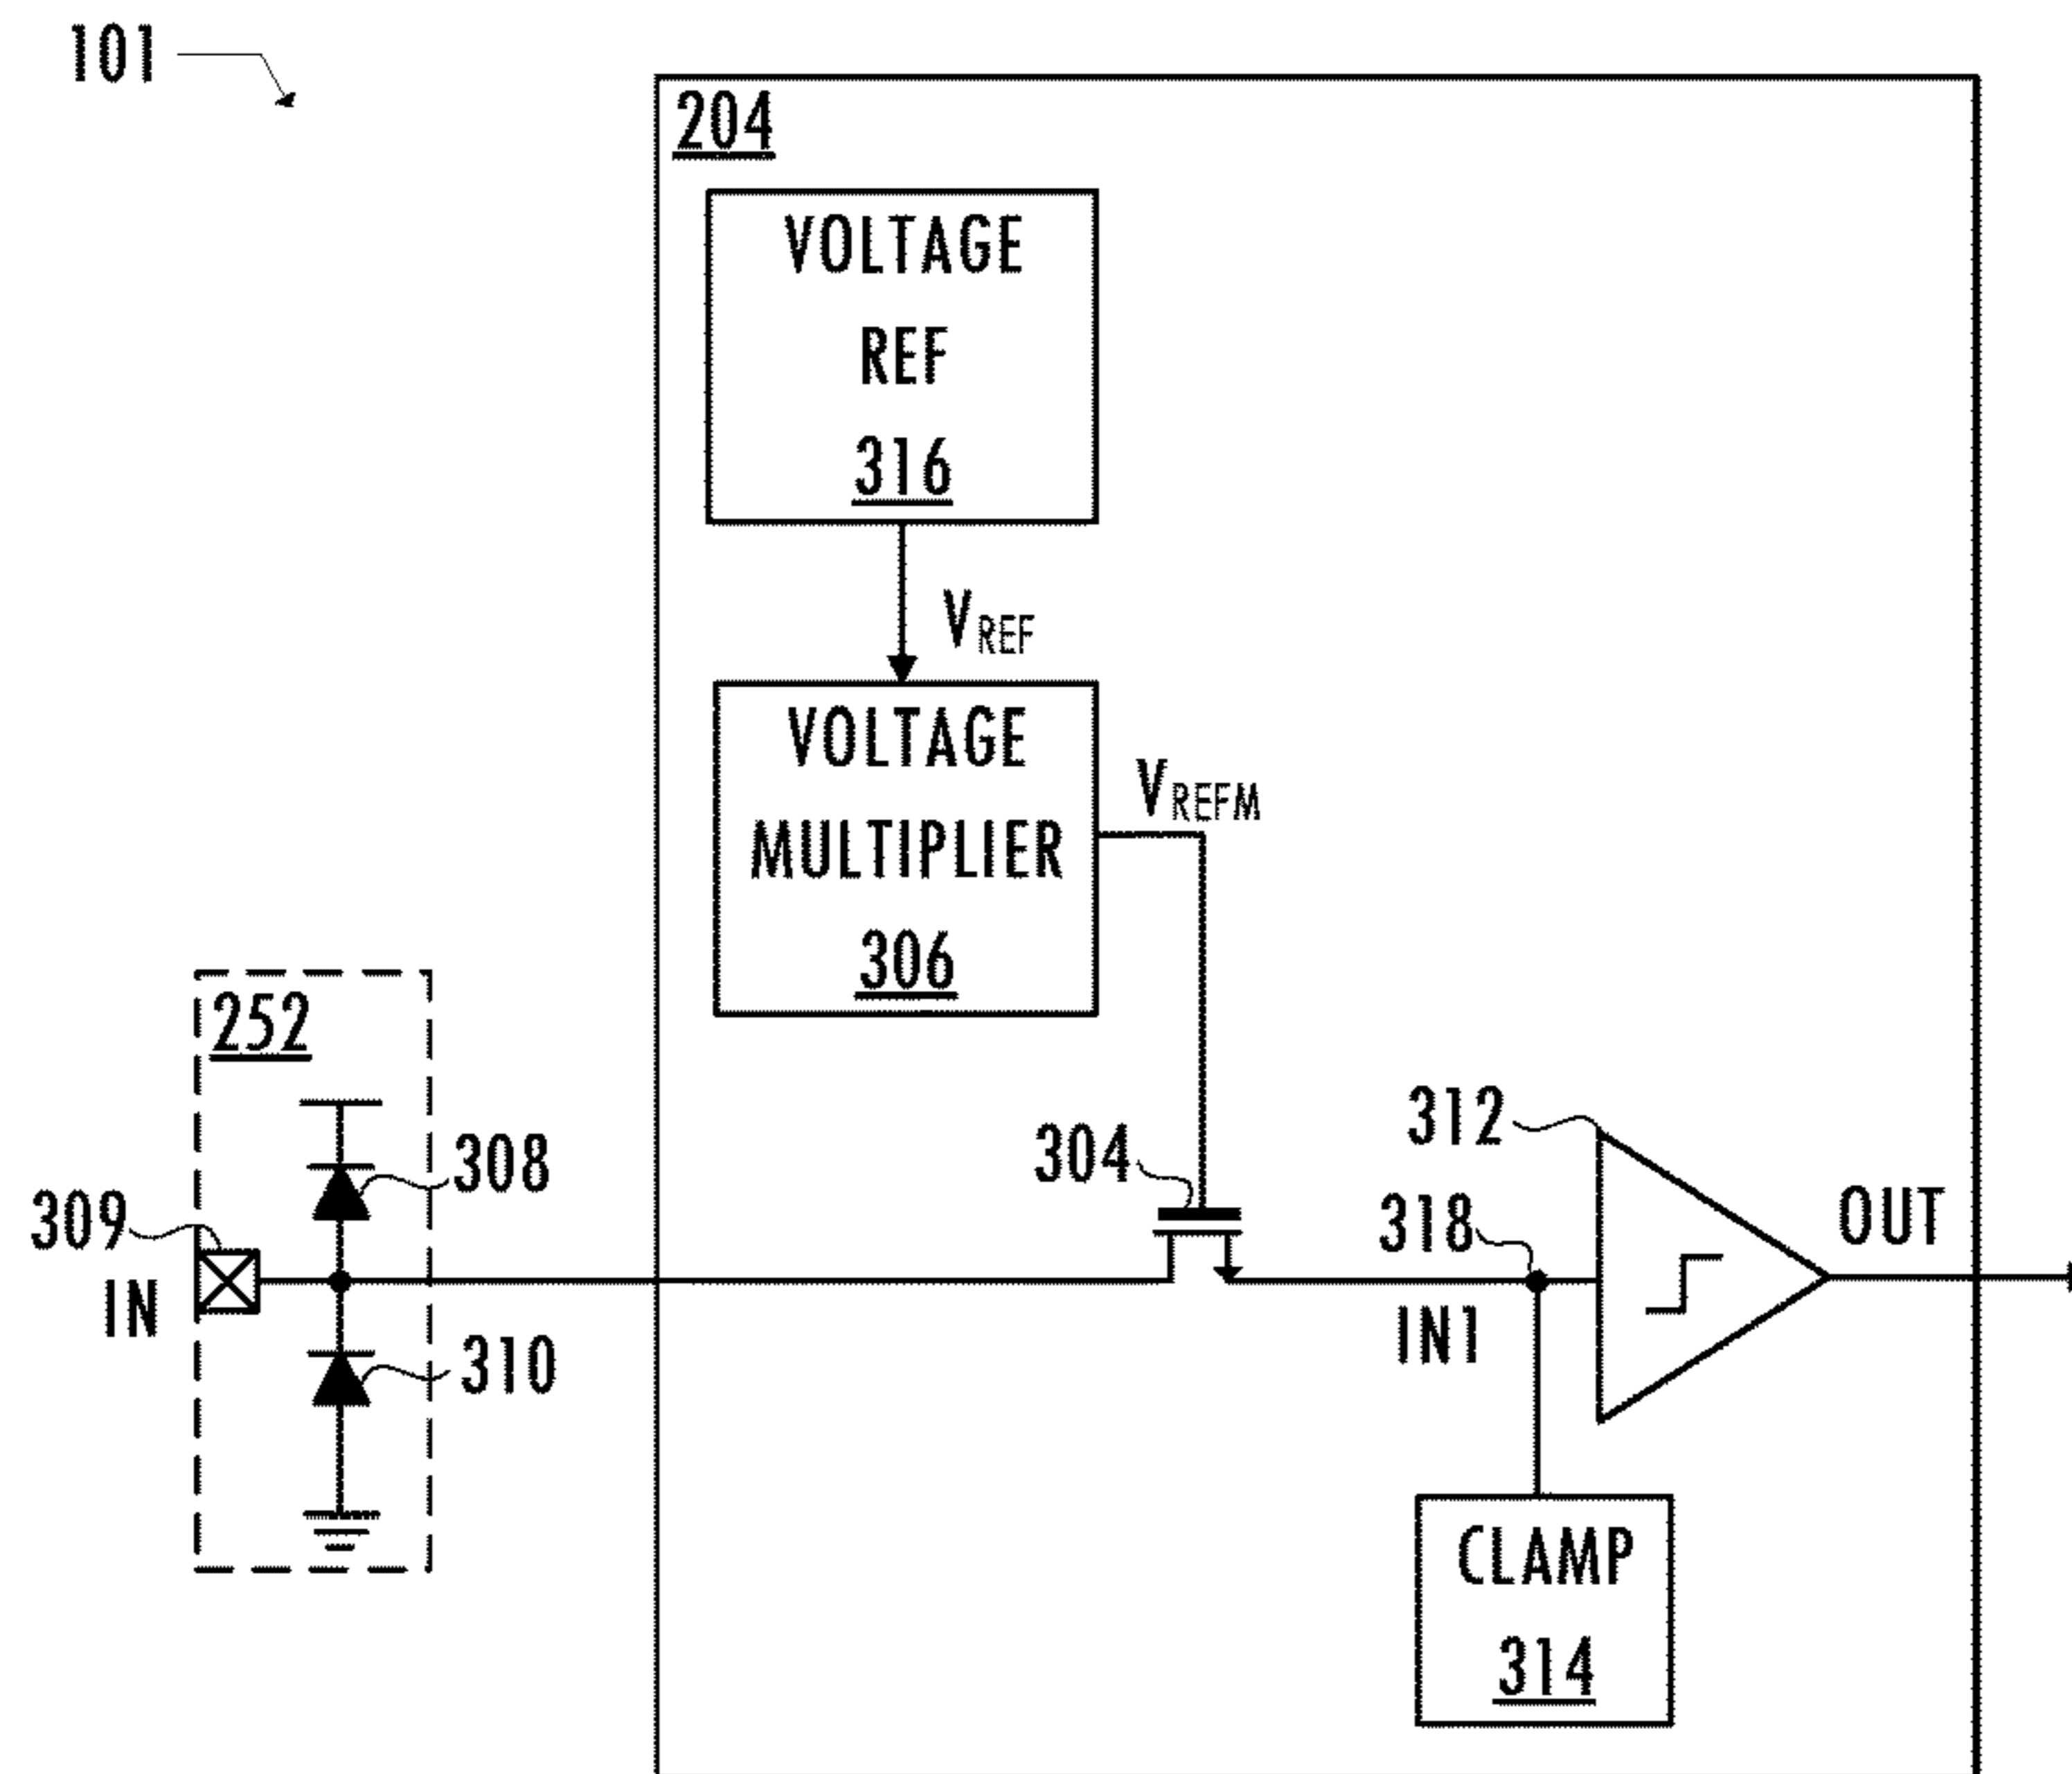 101
204
VOLTAGE
REF
316
VREF
VOLTAGE
MULTIPLIER
306
VREFM
252
308
309
IN
310
304
312
318
IN1
OUT
CLAMP
314